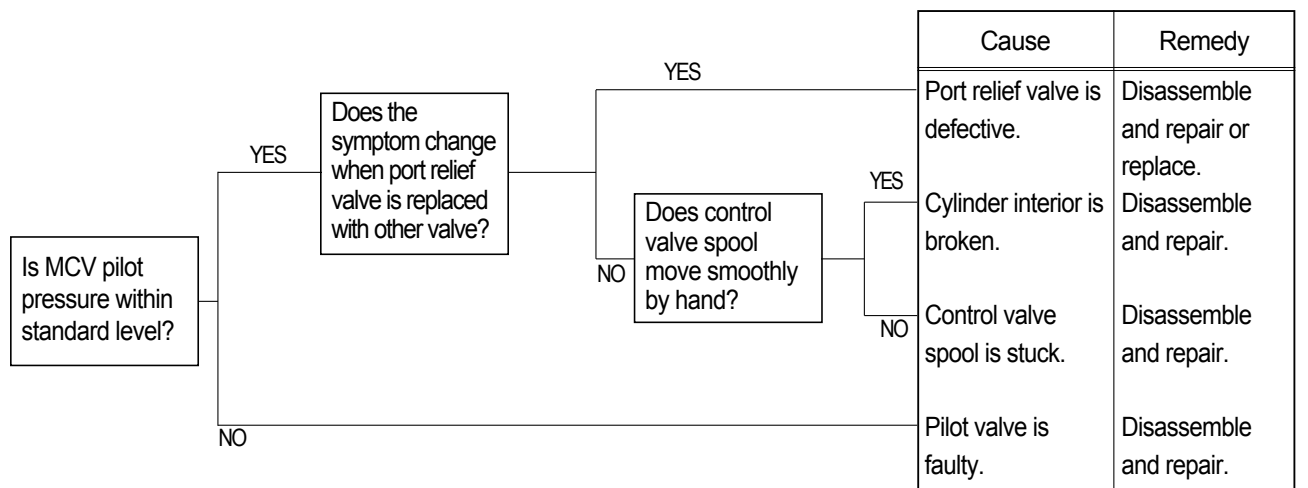 Is MCV pilot
pressure within
standard level?
YES
NO
Does the
symptom change
when port relief
valve is replaced
with other valve?
YES
NO
Does control
valve spool
move smoothly
by hand?
YES
NO
Cause
Remedy
Port relief valve is
defective.
Disassemble
and repair or
replace.
Cylinder interior is
broken.
Disassemble
and repair.
Control valve
spool is stuck.
Disassemble
and repair.
Pilot valve is
faulty.
Disassemble
and repair.